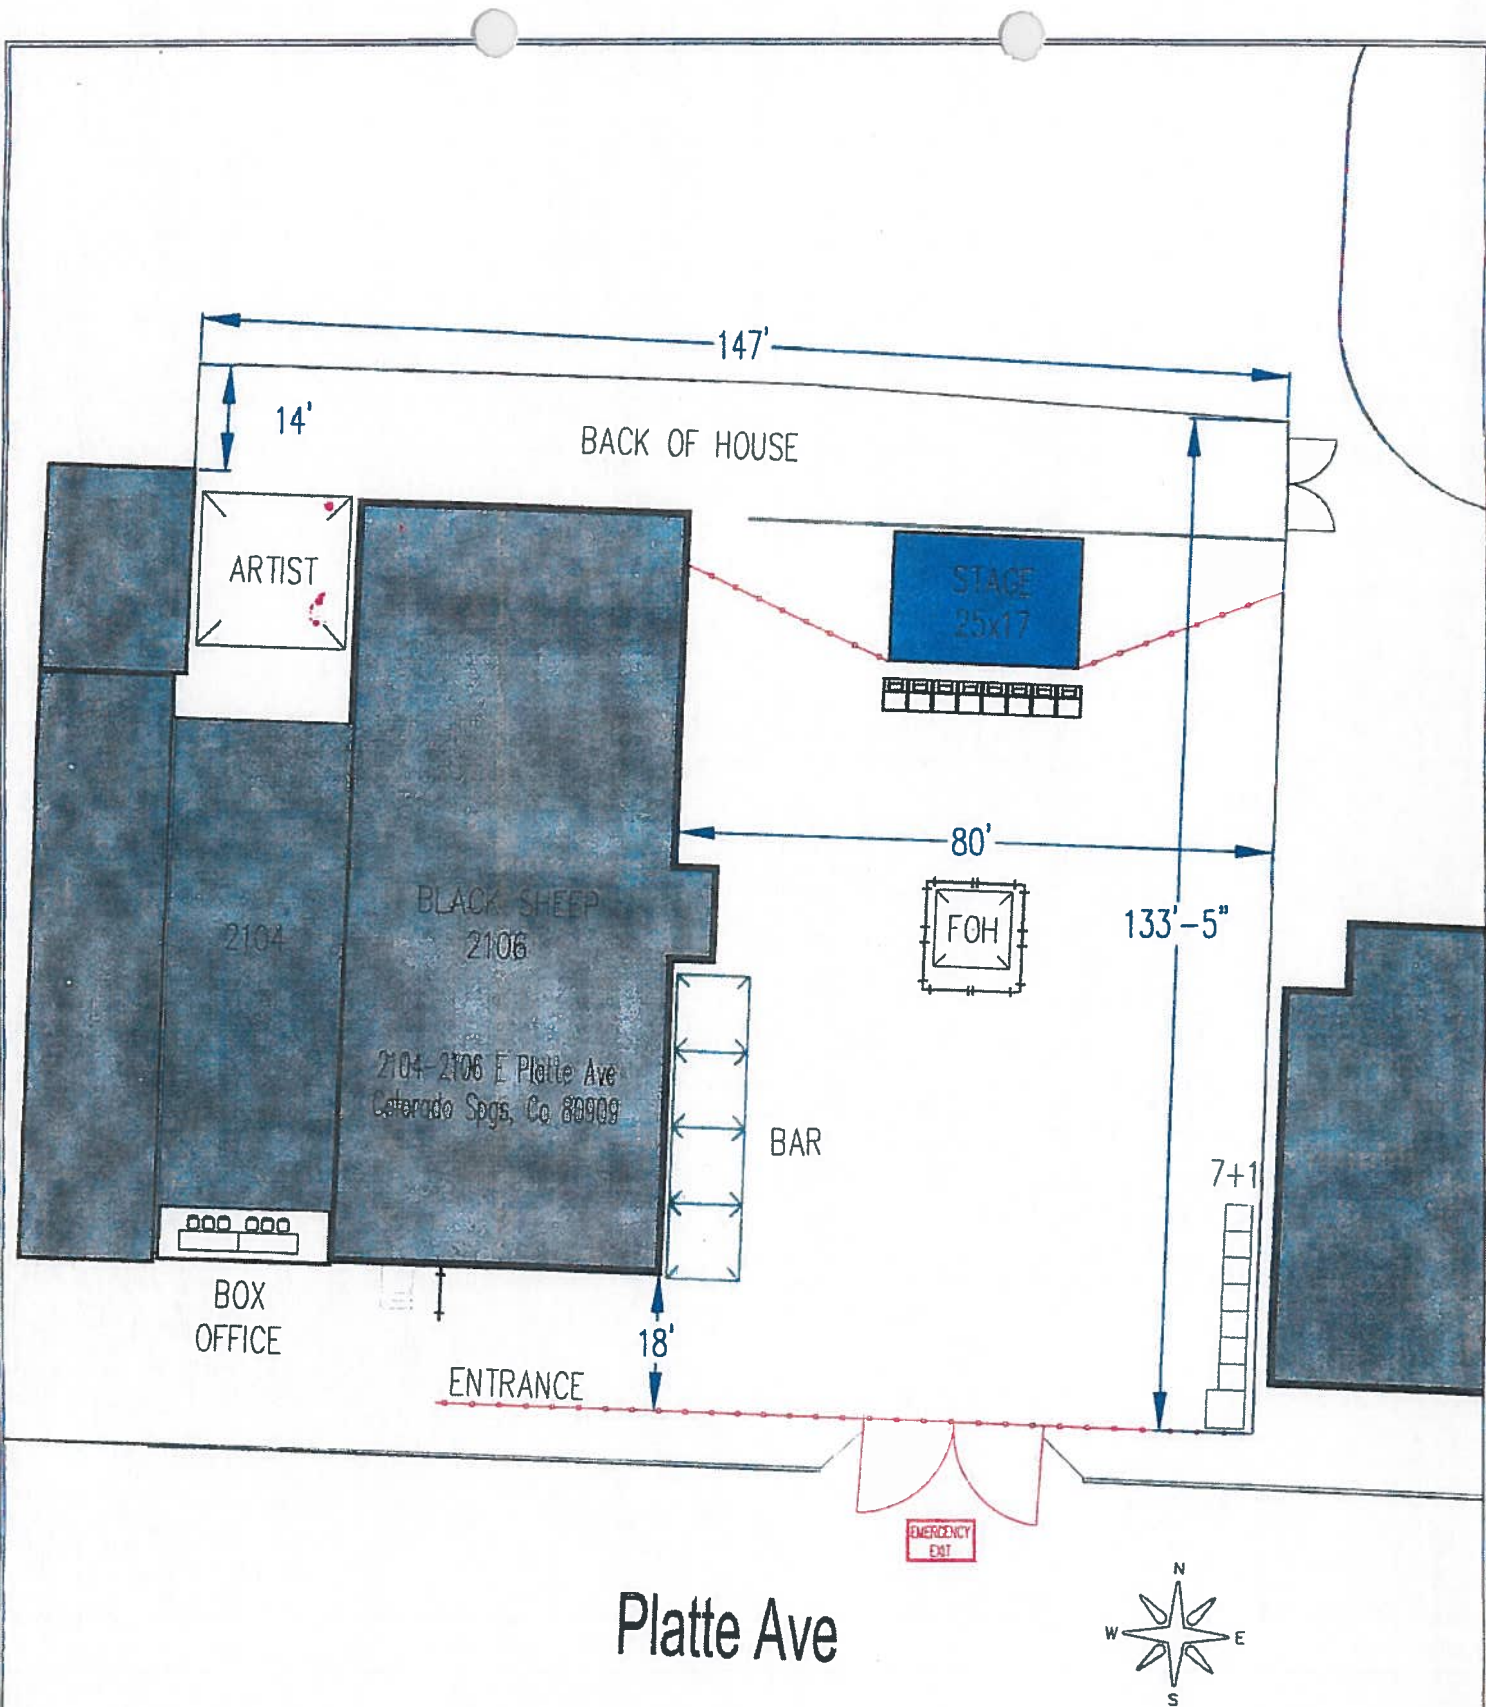 147'
14'
BACK OF HOUSE
ARTIST
STAGE
25x17
80'
BLACK SHEEP
2106
2104
FOH
133'-5"
2104-2106 E Platte Ave
Colorado Spgs, Co 80909
BAR
7+1
BOX
OFFICE
18'
ENTRANCE
EMERGENCY
EXIT
Platte Ave
N
W
E
S